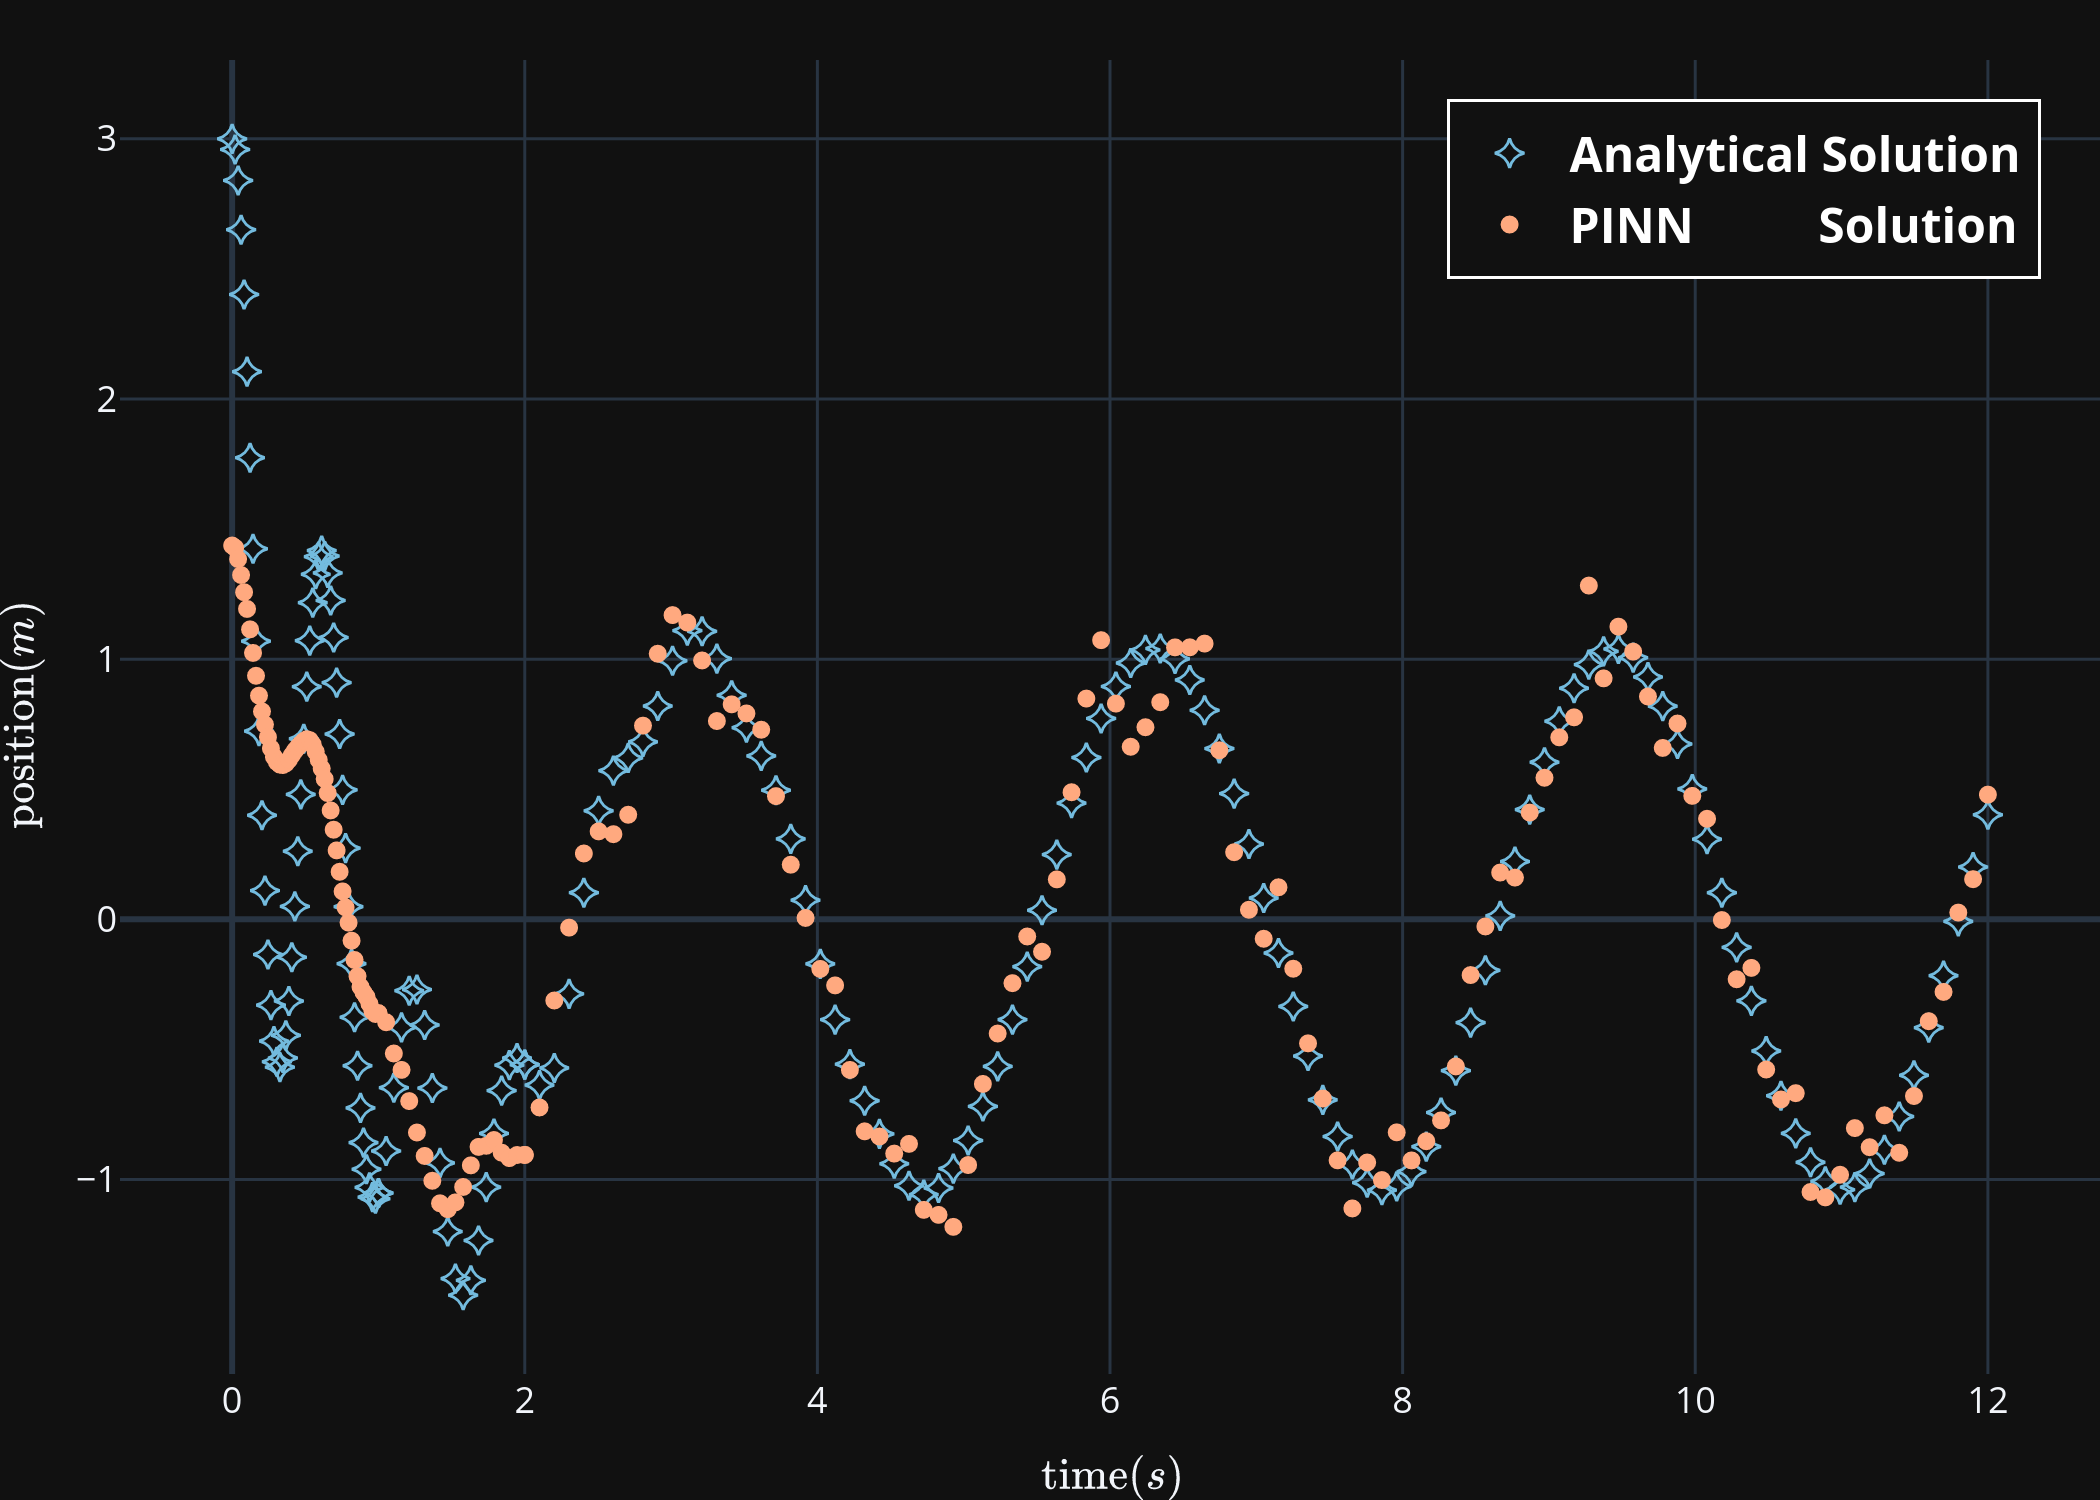 3
2
1
0
−1
position(m)
0 2 4 6 8 10 12
time(s)
Analytical Solution
PINN Solution